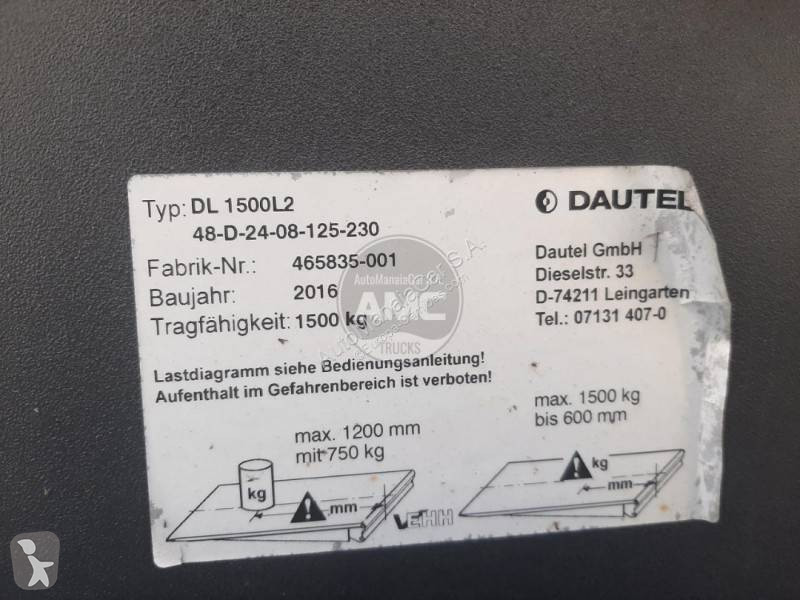 Typ: DL 1500L2
48-D-24-08-125-230
Fabrik-Nr.: 465835-001
Baujahr: 2016
Tragfähigkeit: 1500 kg
DAUTEL
Dautel GmbH
Dieselstr. 33
D-74211 Leingarten
Tel.: 07131 407-0
AMC
TRUCKS
Lastdiagramm siehe Bedienungsanleitung!
Aufenthalt im Gefahrenbereich ist verboten!
max. 1200 mm
mit 750 kg
kg
mm
max. 1500 kg
bis 600 mm
kg
mm
VEHH